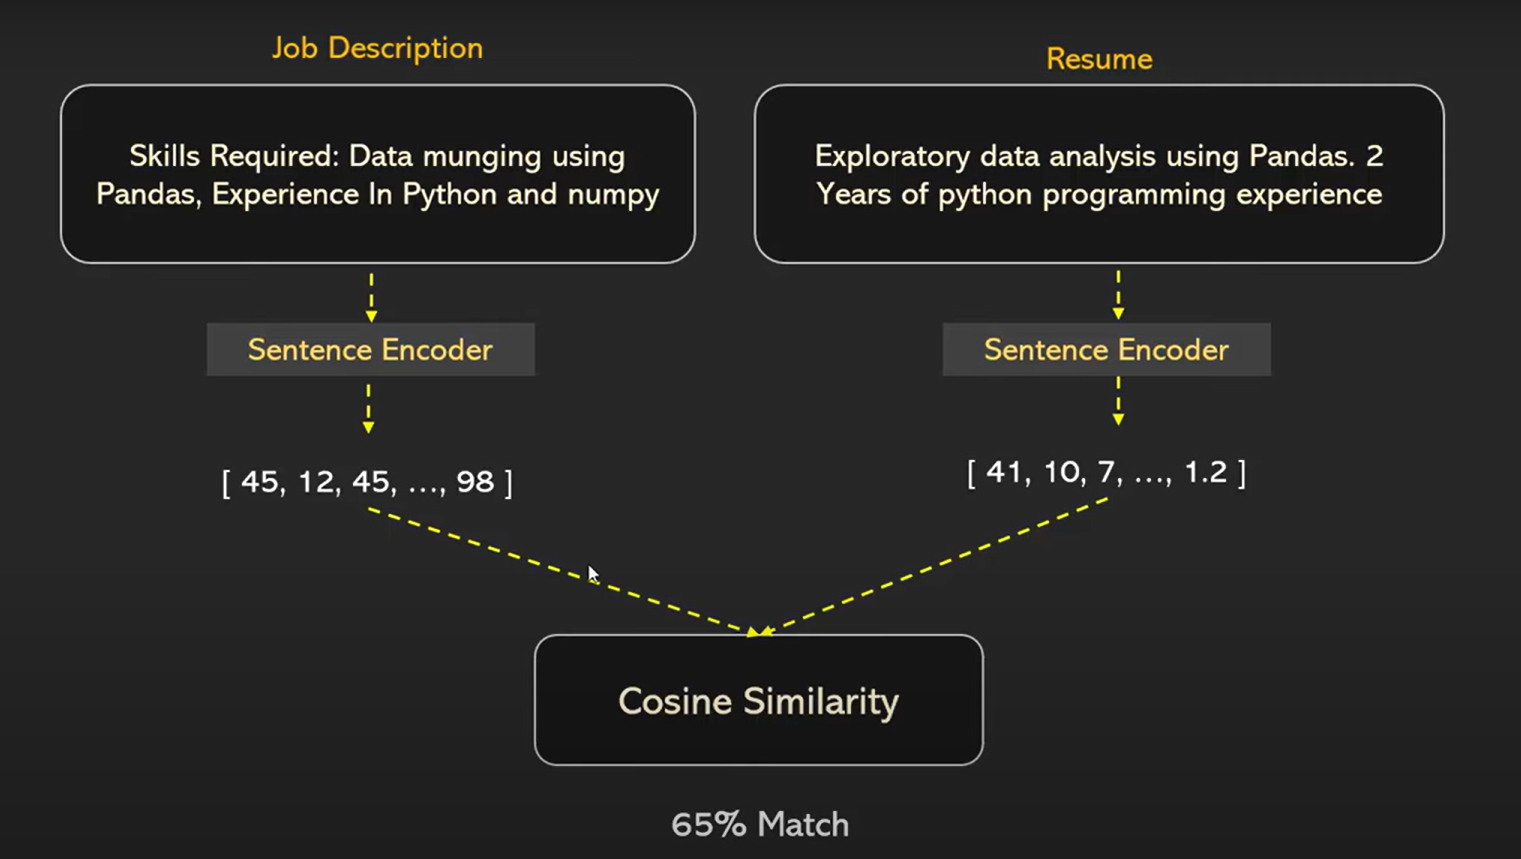 Job Description
Resume
Skills Required: Data munging using
Pandas, Experience In Python and numpy
Exploratory data analysis using Pandas. 2
Years of python programming experience
Sentence Encoder
Sentence Encoder
[ 45, 12, 45, ..., 98 ]
[ 41, 10, 7, ..., 1.2 ]
Cosine Similarity
65% Match